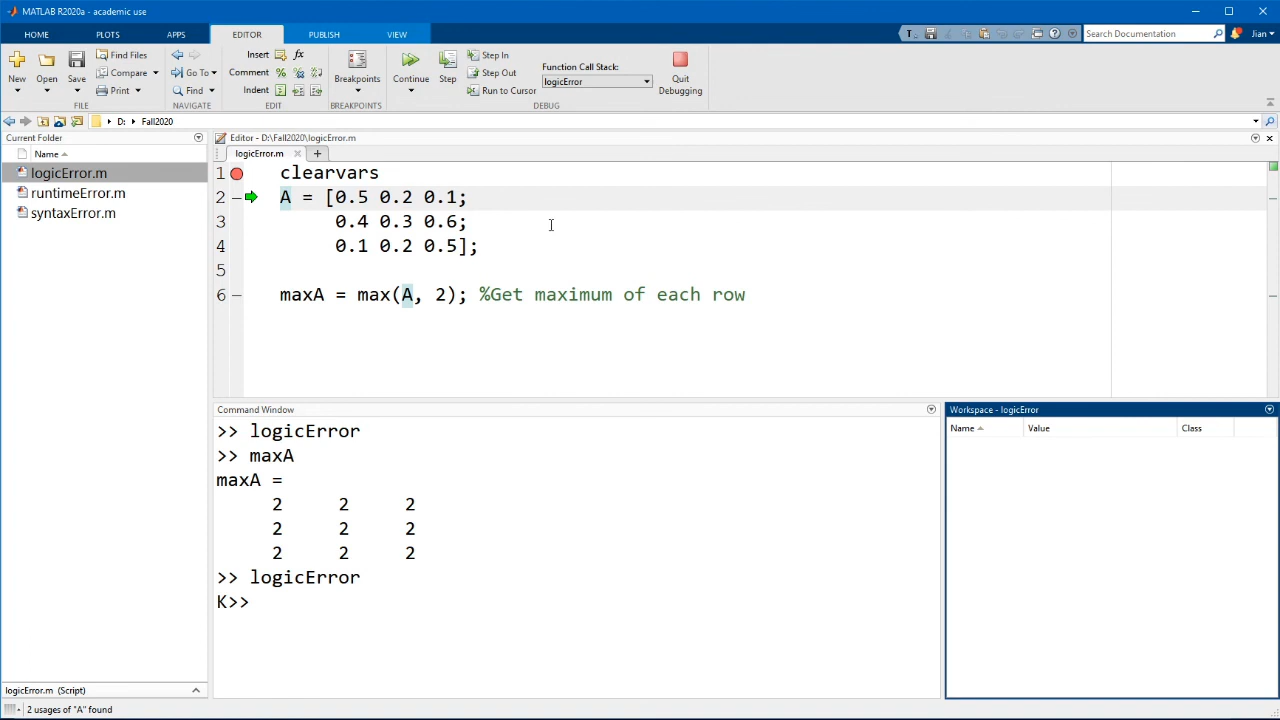 MATLAB R2020a - academic use
HOME PLOTS APPS EDITOR PUBLISH VIEW Search Documentation Jian
New Open Save Find Files Compare Print
Go To Find
Insert fx Comment % Indent
Breakpoints
Continue Step Step In Step Out Run to Cursor Function Call Stack: logicError Quit Debugging
FILE NAVIGATE EDIT BREAKPOINTS DEBUG
D: Fall2020
Current Folder
Name
logicError.m
runtimeError.m
syntaxError.m
logicError.m (Script)
Editor - D:\Fall2020\logicError.m
logicError.m
1 clearvars
2 A = [0.5 0.2 0.1;
3 0.4 0.3 0.6;
4 0.1 0.2 0.5];
5
6 maxA = max(A, 2); %Get maximum of each row
Command Window
>> logicError
>> maxA
maxA =
2 2 2
2 2 2
2 2 2
>> logicError
K>>
Workspace - logicError
Name Value Class
2 usages of "A" found